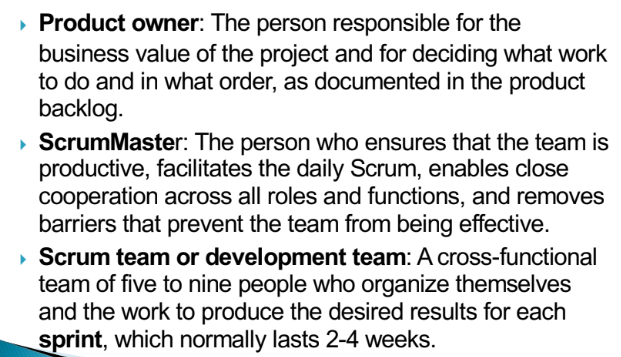 Product owner: The person responsible for the
business value of the project and for deciding what work
to do and in what order, as documented in the product
backlog.
ScrumMaster: The person who ensures that the team is
productive, facilitates the daily Scrum, enables close
cooperation across all roles and functions, and removes
barriers that prevent the team from being effective.
Scrum team or development team: A cross-functional
team of five to nine people who organize themselves
and the work to produce the desired results for each
sprint, which normally lasts 2-4 weeks.